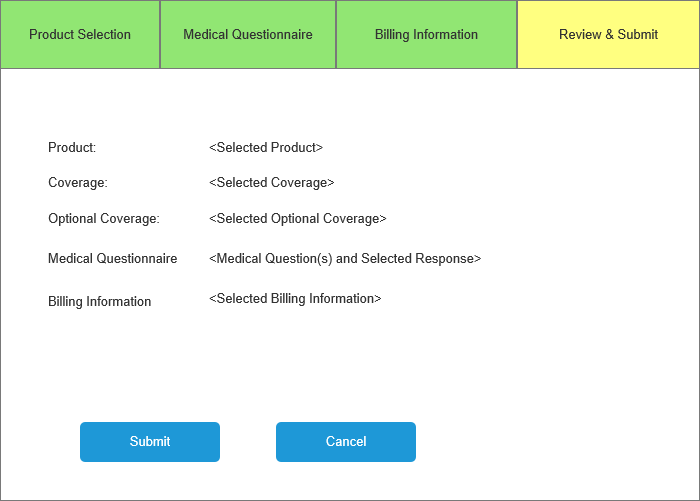 Product Selection
Medical Questionnaire
Billing Information
Review & Submit
Product:
<Selected Product>
Coverage:
<Selected Coverage>
Optional Coverage:
<Selected Optional Coverage>
Medical Questionnaire
<Medical Question(s) and Selected Response>
Billing Information
<Selected Billing Information>
Submit
Cancel